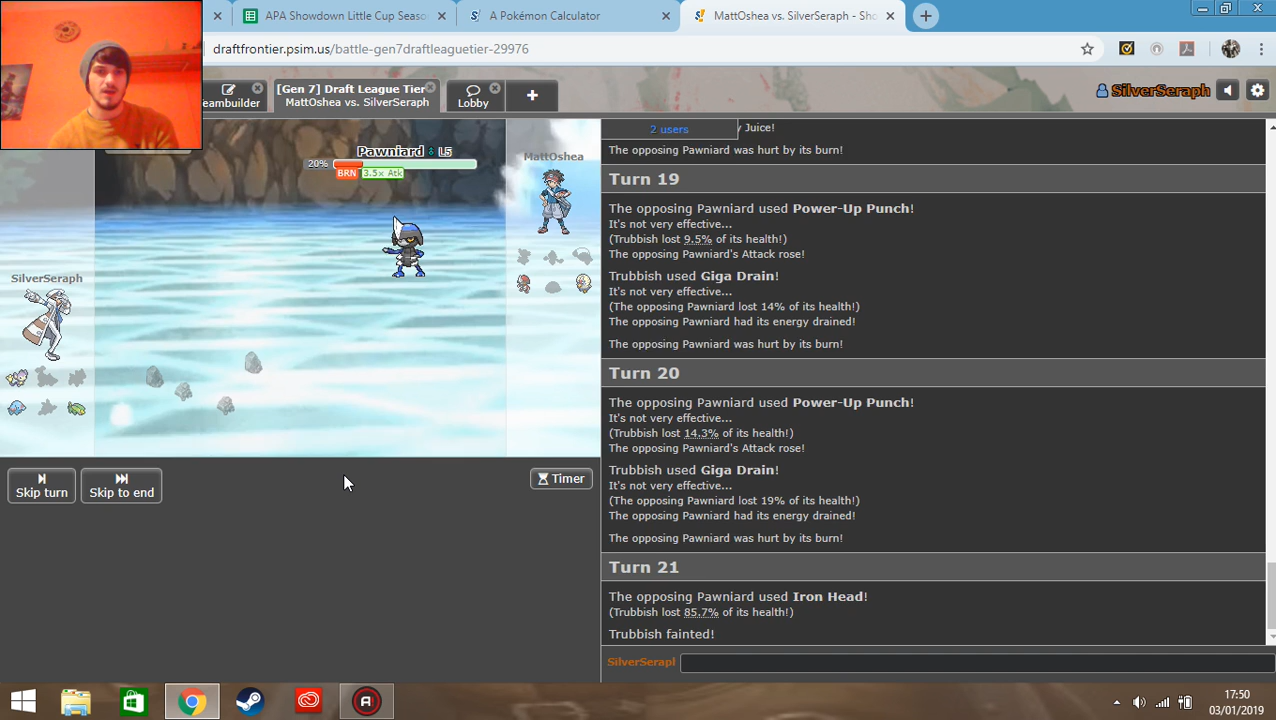 APA Showdown Little Cup Seaso
A Pokémon Calculator
MattOshea vs. SilverSeraph - Sho
draftfrontier.psim.us/battle-gen7draftleaguetier-29976
eambuilder
[Gen 7] Draft League Tier
MattOshea vs. SilverSeraph
Lobby
SilverSeraph
2 users
y Juice!
The opposing Pawniard was hurt by its burn!
Pawniard L5
20%
BRN 3.5× Atk
MattOshea
SilverSeraph
Turn 19
The opposing Pawniard used Power-Up Punch!
It's not very effective...
(Trubbish lost 9.5% of its health!)
The opposing Pawniard's Attack rose!
Trubbish used Giga Drain!
It's not very effective...
(The opposing Pawniard lost 14% of its health!)
The opposing Pawniard had its energy drained!
The opposing Pawniard was hurt by its burn!
Turn 20
The opposing Pawniard used Power-Up Punch!
It's not very effective...
(Trubbish lost 14.3% of its health!)
The opposing Pawniard's Attack rose!
Trubbish used Giga Drain!
It's not very effective...
(The opposing Pawniard lost 19% of its health!)
The opposing Pawniard had its energy drained!
The opposing Pawniard was hurt by its burn!
Turn 21
The opposing Pawniard used Iron Head!
(Trubbish lost 85.7% of its health!)
Trubbish fainted!
Skip turn
Skip to end
Timer
SilverSerapl
17:50
03/01/2019